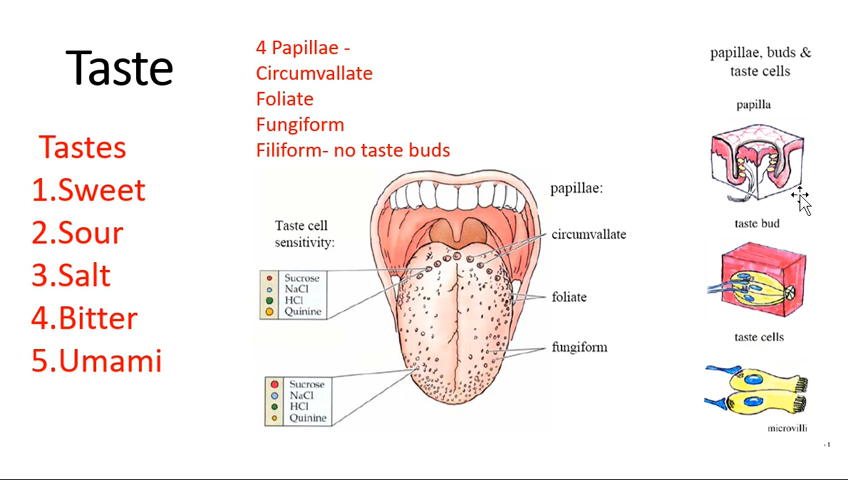 Taste
Tastes
1.Sweet
2.Sour
3.Salt
4.Bitter
5.Umami
4 Papillae -
Circumvallate
Foliate
Fungiform
Filiform- no taste buds
Taste cell
sensitivity:
Sucrose
NaCl
HCl
Quinine
Sucrose
NaCl
HCl
Quinine
papillae:
circumvallate
foliate
fungiform
papillae, buds &
taste cells
papilla
taste bud
taste cells
microvilli